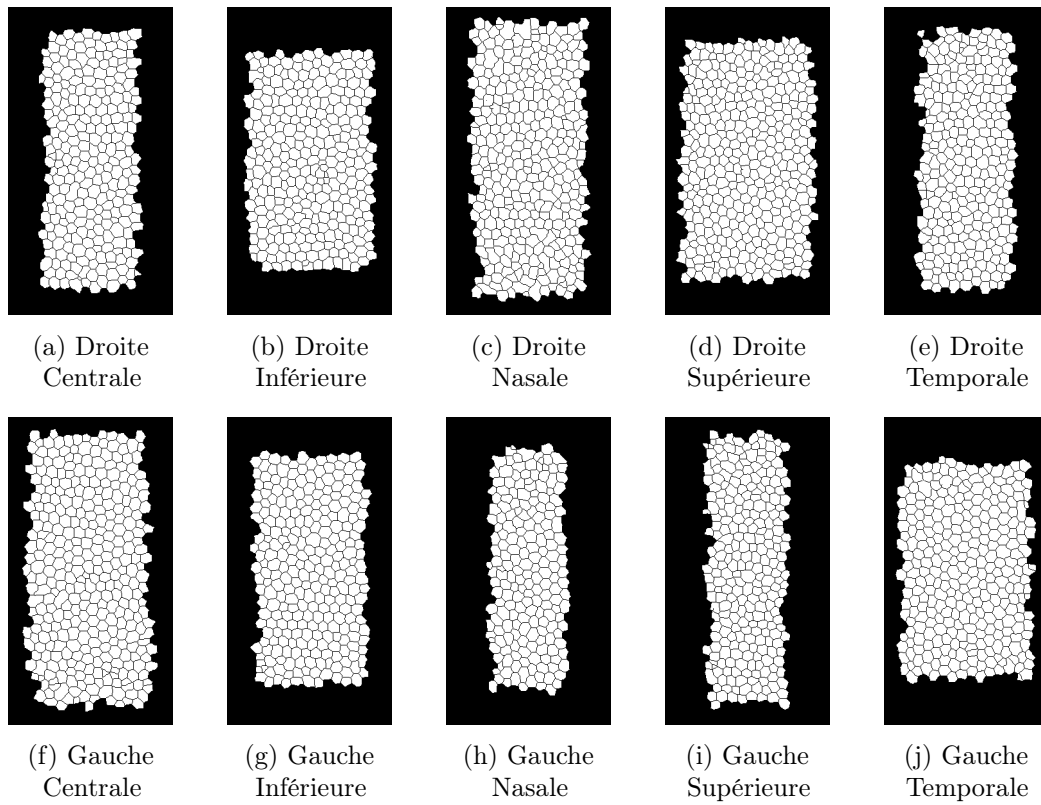 (a) Droite
Centrale
(b) Droite
Inférieure
(c) Droite
Nasale
(d) Droite
Supérieure
(e) Droite
Temporale
(f) Gauche
Centrale
(g) Gauche
Inférieure
(h) Gauche
Nasale
(i) Gauche
Supérieure
(j) Gauche
Temporale